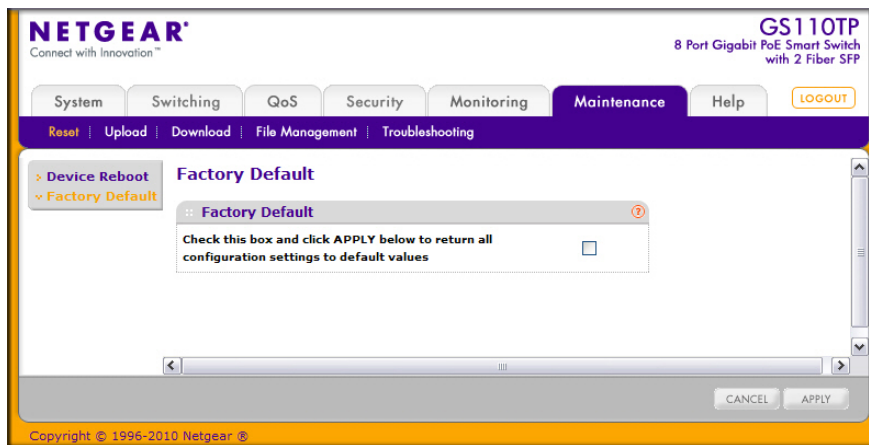 NETGEAR®
Connect with Innovation™
GS110TP
8 Port Gigabit PoE Smart Switch
with 2 Fiber SFP
System
Switching
QoS
Security
Monitoring
Maintenance
Help
LOGOUT
Reset | Upload | Download | File Management | Troubleshooting
Device Reboot
Factory Default
Factory Default
Factory Default
?
Check this box and click APPLY below to return all
configuration settings to default values
CANCEL
APPLY
Copyright © 1996-2010 Netgear ®